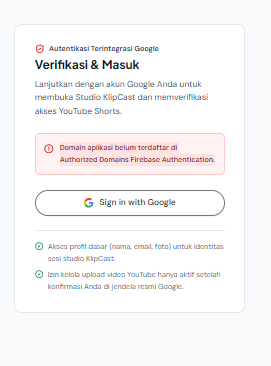 Autentikasi Terintegrasi Google
Verifikasi & Masuk
Lanjutkan dengan akun Google Anda untuk
membuka Studio KlipCast dan memverifikasi
akses YouTube Shorts.
Domain aplikasi belum terdaftar di
Authorized Domains Firebase Authentication.
Sign in with Google
Akses profil dasar (nama, email, foto) untuk identitas
sesi studio KlipCast.
Izin kelola upload video YouTube hanya aktif setelah
konfirmasi Anda di jendela resmi Google.